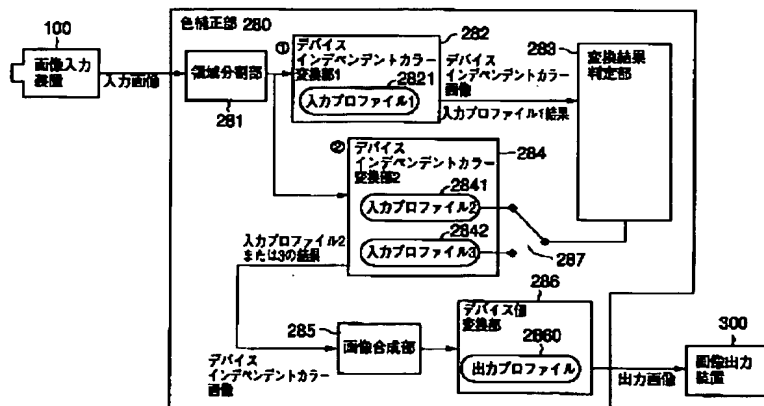 色補正部 280
100
画像入力
装置
入力画像
領域分割部
281
①
デバイス
インデペンデントカラー
変換部1
282
2821
入力プロファイル1
デバイス
インデペンデントカラー
画像
入力プロファイル1結果
283
変換結果
判定部
②
デバイス
インデペンデントカラー
変換部2
284
2841
入力プロファイル2
2842
入力プロファイル3
287
入力プロファイル2
または3の結果
デバイス
インデペンデントカラー
画像
285
画像合成部
286
デバイス値
変換部
2860
出力プロファイル
出力画像
300
画像出力
装置